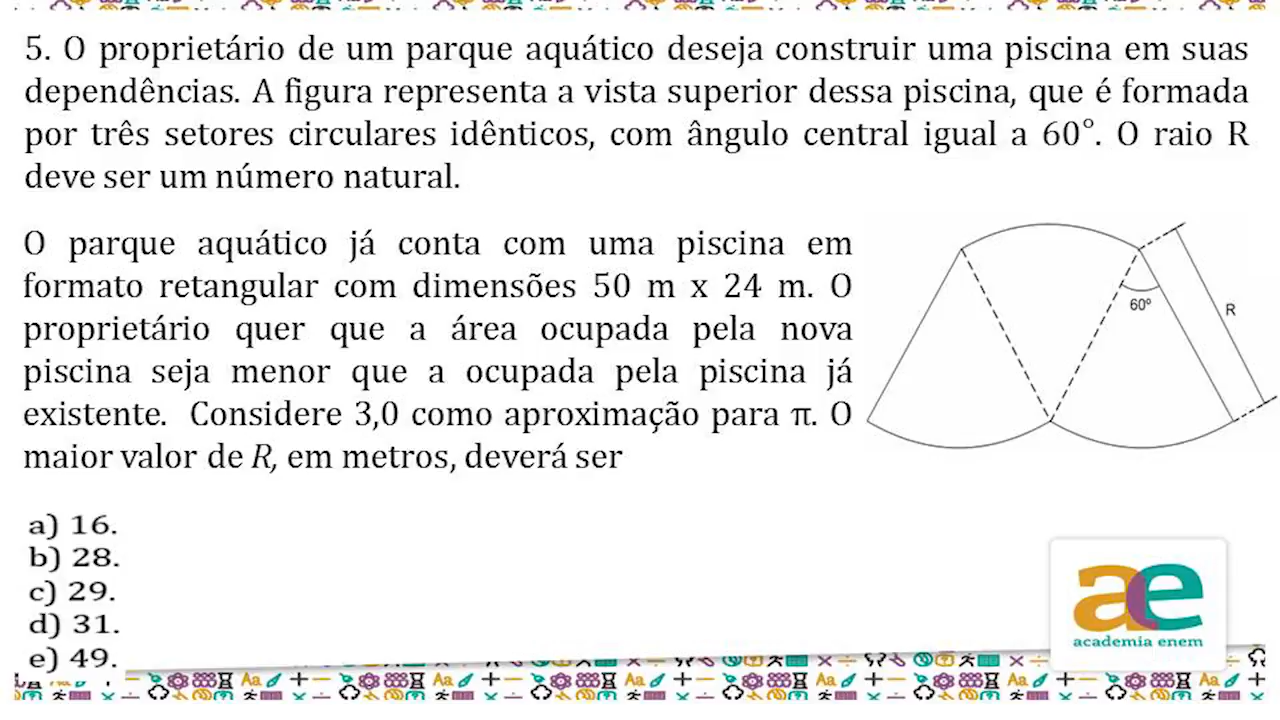 5. O proprietário de um parque aquático deseja construir uma piscina em suas
dependências. A figura representa a vista superior dessa piscina, que é formada
por três setores circulares idênticos, com ângulo central igual a 60°. O raio R
deve ser um número natural.
O parque aquático já conta com uma piscina em
formato retangular com dimensões 50 m x 24 m. O
proprietário quer que a área ocupada pela nova
piscina seja menor que a ocupada pela piscina já
existente. Considere 3,0 como aproximação para π. O
maior valor de R, em metros, deverá ser
60º
R
a) 16.
b) 28.
c) 29.
d) 31.
e) 49.
ae
academia enem